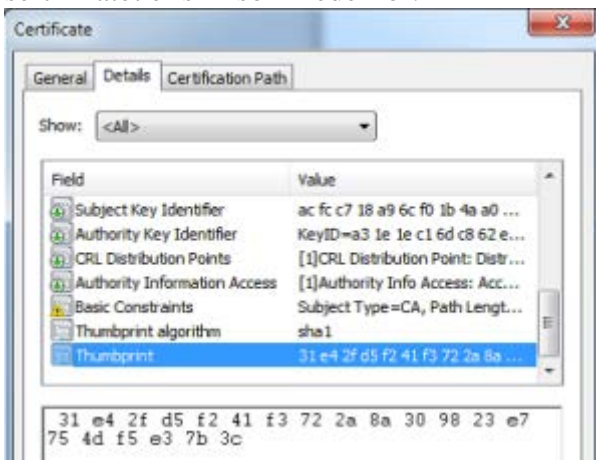 Certificate
General Details Certification Path
Show: <All>
Field Value
Subject Key Identifier ac fc c7 18 a9 6c f0 1b 4a a0 ...
Authority Key Identifier KeyID=a3 1e 1e c1 6d c8 62 e...
CRL Distribution Points [1]CRL Distribution Point: Distr...
Authority Information Access [1]Authority Info Access: Acc...
Basic Constraints Subject Type=CA, Path Lengt...
Thumbprint algorithm sha1
Thumbprint 31 e4 2f d5 f2 41 f3 72 2a 8a ...
31 e4 2f d5 f2 41 f3 72 2a 8a 30 98 23 e7
75 4d f5 e3 7b 3c